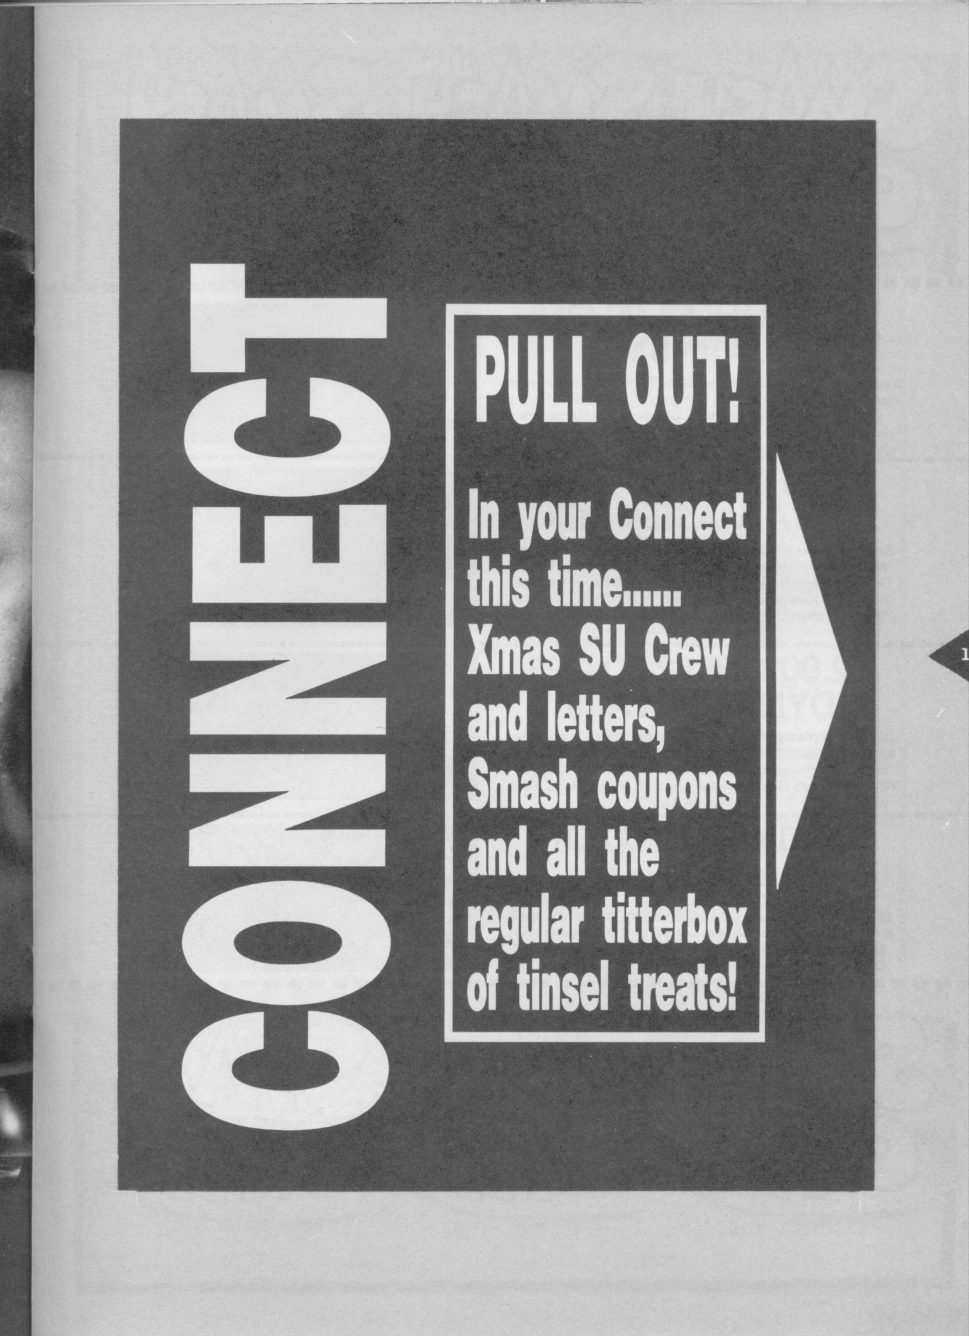 CONNECT
PULL OUT!
In your Connect
this time......
Xmas SU Crew
and letters,
Smash coupons
and all the
regular titterbox
of tinsel treats!